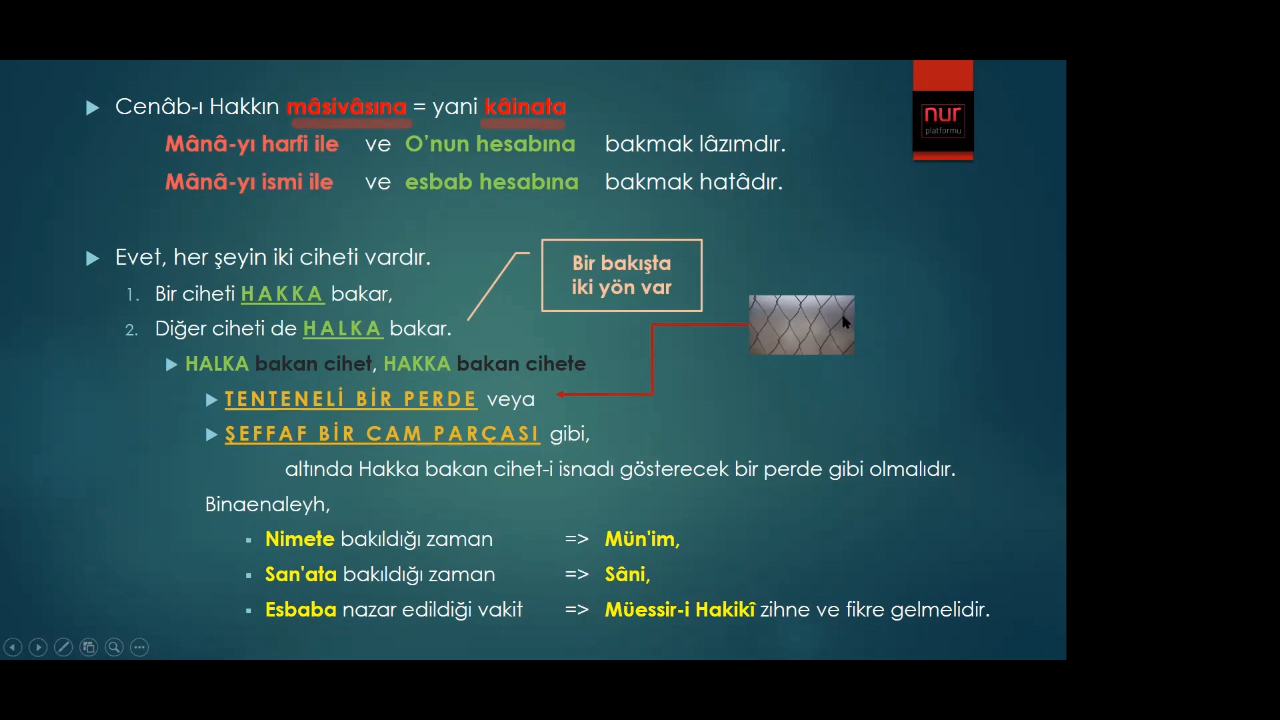 Cenâb-ı Hakkın mâsivâsına = yani kâinata
nur
platformu
Mânâ-yı harfi ile ve O'nun hesabına bakmak lâzımdır.
Mânâ-yı ismi ile ve esbab hesabına bakmak hatâdır.
Evet, her şeyin iki ciheti vardır.
Bir bakışta
iki yön var
1. Bir ciheti HAKKA bakar,
2. Diğer ciheti de HALKA bakar.
HALKA bakan cihet, HAKKA bakan cihete
TENTENELİ BİR PERDE veya
ŞEFFAF BİR CAM PARÇASI gibi,
altında Hakka bakan cihet-i isnadı gösterecek bir perde gibi olmalıdır.
Binaenaleyh,
Nimete bakıldığı zaman => Mün'im,
San'ata bakıldığı zaman => Sâni,
Esbaba nazar edildiği vakit => Müessir-i Hakikî zihne ve fikre gelmelidir.